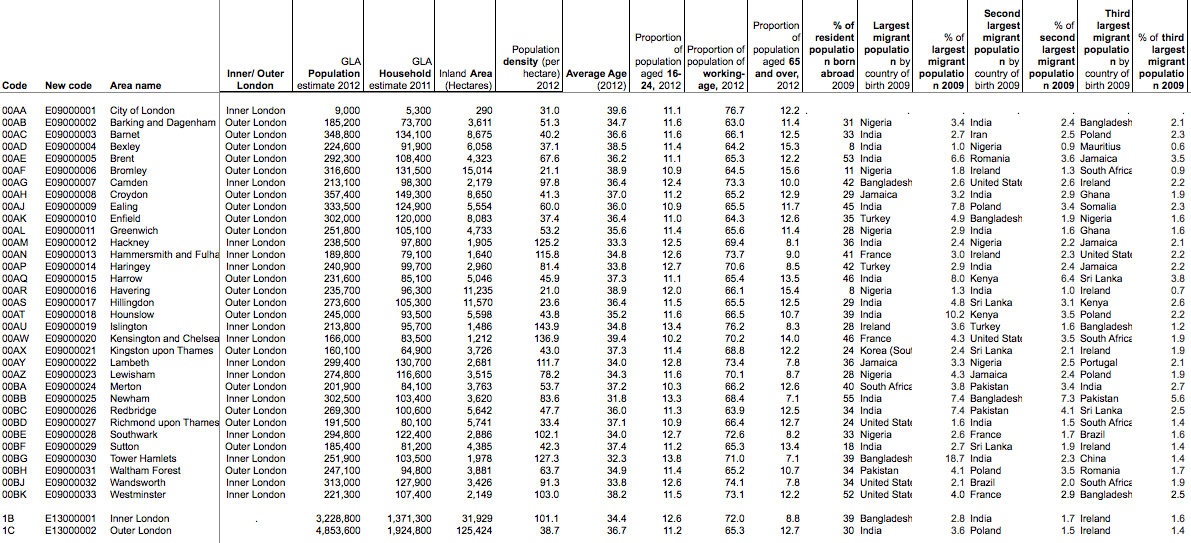 Second Third
Proportion % of Largest largest % of largest
Proportion of resident migrant % of migrant second migrant % of third
Population of Proportion of population populatio populatio largest populatio largest populatio largest
GLA GLA density (per population population of aged 65 n born n by migrant n by migrant n by migrant
Inner/ Outer Population Household Inland Area hectare) Average Age aged 16- working- and over, abroad country of populatio country of populatio country of populatio
Code New code Area name London estimate 2012 estimate 2011 (Hectares) 2012 (2012) 24, 2012 age, 2012 2012 2009 birth 2009 n 2009 birth 2009 n 2009 birth 2009 n 2009
00AA E09000001 City of London Inner London 9,000 5,300 290 31.0 39.6 11.1 76.7 12.2 . . . . . . .
00AB E09000002 Barking and Dagenham Outer London 185,200 73,700 3,611 51.3 34.7 11.6 63.0 11.4 31 Nigeria 3.4 India 2.4 Bangladesh 2.1
00AC E09000003 Barnet Outer London 348,800 134,100 8,675 40.2 36.6 11.6 66.1 12.5 33 India 2.7 Iran 2.5 Poland 2.3
00AD E09000004 Bexley Outer London 224,600 91,900 6,058 37.1 38.5 11.4 64.2 15.3 8 India 1.0 Nigeria 0.9 Mauritius 0.6
00AE E09000005 Brent Outer London 292,300 108,400 4,323 67.6 36.2 11.1 65.3 12.2 53 India 6.6 Romania 3.6 Jamaica 3.5
00AF E09000006 Bromley Outer London 316,600 131,500 15,014 21.1 38.9 10.9 64.5 15.6 11 Nigeria 1.8 Ireland 1.3 South Africa 0.9
00AG E09000007 Camden Inner London 213,100 98,300 2,179 97.8 36.4 12.4 73.3 10.0 42 Bangladesh 2.6 United State 2.6 Ireland 2.2
00AH E09000008 Croydon Outer London 357,400 149,300 8,650 41.3 37.0 11.2 65.2 12.9 29 Jamaica 3.2 India 2.9 Ghana 1.9
00AJ E09000009 Ealing Outer London 333,500 124,900 5,554 60.0 36.0 10.9 65.5 11.7 45 India 7.8 Poland 3.4 Somalia 2.3
00AK E09000010 Enfield Outer London 302,000 120,000 8,083 37.4 36.4 11.0 64.3 12.6 35 Turkey 4.9 Bangladesh 1.9 Nigeria 1.6
00AL E09000011 Greenwich Outer London 251,800 105,100 4,733 53.2 35.6 11.4 65.6 11.4 28 Nigeria 2.9 India 1.6 Ghana 1.6
00AM E09000012 Hackney Inner London 238,500 97,800 1,905 125.2 33.3 12.5 69.4 8.1 36 India 2.4 Nigeria 2.2 Jamaica 2.1
00AN E09000013 Hammersmith and Fulha Inner London 189,800 79,100 1,640 115.8 34.8 12.6 73.7 9.0 41 France 3.0 Ireland 2.3 United State 2.2
00AP E09000014 Haringey Inner London 240,900 99,700 2,960 81.4 33.8 12.7 70.6 8.5 42 Turkey 2.9 India 2.4 Jamaica 2.2
00AQ E09000015 Harrow Outer London 231,600 85,100 5,046 45.9 37.3 11.1 65.4 13.5 46 India 8.0 Kenya 6.4 Sri Lanka 3.8
00AR E09000016 Havering Outer London 235,700 96,300 11,235 21.0 38.9 12.0 66.1 15.4 8 Nigeria 1.3 India 1.0 Ireland 0.7
00AS E09000017 Hillingdon Outer London 273,600 105,300 11,570 23.6 36.4 11.5 65.5 12.5 29 India 4.8 Sri Lanka 3.1 Kenya 2.6
00AT E09000018 Hounslow Outer London 245,000 93,500 5,598 43.8 35.2 11.6 66.5 10.7 39 India 10.2 Kenya 3.5 Poland 2.2
00AU E09000019 Islington Inner London 213,800 95,700 1,486 143.9 34.8 13.4 76.2 8.3 28 Ireland 3.6 Turkey 1.6 Bangladesh 1.2
00AW E09000020 Kensington and Chelsea Inner London 166,000 83,500 1,212 136.9 39.4 10.2 70.2 14.0 46 France 4.3 United State 3.5 South Africa 1.9
00AX E09000021 Kingston upon Thames Outer London 160,100 64,900 3,726 43.0 37.3 11.4 68.8 12.2 24 Korea (Sout 2.4 Sri Lanka 2.1 Ireland 1.9
00AY E09000022 Lambeth Inner London 299,400 130,700 2,681 111.7 34.0 12.8 73.4 7.8 36 Jamaica 3.3 Nigeria 2.5 Portugal 2.1
00AZ E09000023 Lewisham Inner London 274,800 116,600 3,515 78.2 34.3 11.6 70.1 8.7 28 Nigeria 4.3 Jamaica 2.4 Poland 1.9
00BA E09000024 Merton Outer London 201,900 84,100 3,763 53.7 37.2 10.3 66.2 12.6 40 South Africa 3.8 Pakistan 3.4 India 2.7
00BB E09000025 Newham Inner London 302,500 103,400 3,620 83.6 31.8 13.3 68.4 7.1 55 India 7.4 Bangladesh 7.3 Pakistan 5.6
00BC E09000026 Redbridge Outer London 269,300 100,600 5,642 47.7 36.0 11.3 63.9 12.5 34 India 7.4 Pakistan 4.1 Sri Lanka 2.5
00BD E09000027 Richmond upon Thames Outer London 191,500 80,100 5,741 33.4 37.1 10.9 66.4 12.7 24 United State 1.6 India 1.5 South Africa 1.4
00BE E09000028 Southwark Inner London 294,800 122,400 2,886 102.1 34.0 12.7 72.6 8.2 33 Nigeria 2.6 France 1.7 Brazil 1.6
00BF E09000029 Sutton Outer London 185,400 81,200 4,385 42.3 37.4 11.2 65.3 13.4 18 India 2.7 Sri Lanka 1.9 Ireland 1.4
00BG E09000030 Tower Hamlets Inner London 251,900 103,500 1,978 127.3 32.3 13.8 71.0 7.1 39 Bangladesh 18.7 India 2.3 China 1.4
00BH E09000031 Waltham Forest Outer London 247,100 94,800 3,881 63.7 34.9 11.4 65.2 10.7 34 Pakistan 4.1 Poland 3.5 Romania 1.7
00BJ E09000032 Wandsworth Inner London 313,000 127,900 3,426 91.3 33.8 12.6 74.1 7.8 34 United State 2.1 Brazil 2.0 South Africa 1.9
00BK E09000033 Westminster Inner London 221,300 107,400 2,149 103.0 38.2 11.5 73.1 12.2 52 United State 4.0 France 2.9 Bangladesh 2.5
1B E13000001 Inner London . 3,228,800 1,371,300 31,929 101.1 34.4 12.6 72.0 8.8 39 Bangladesh 2.8 India 1.7 Ireland 1.6
1C E13000002 Outer London 4,853,600 1,924,800 125,424 38.7 36.7 11.2 65.3 12.7 30 India 3.6 Poland 1.5 Ireland 1.4